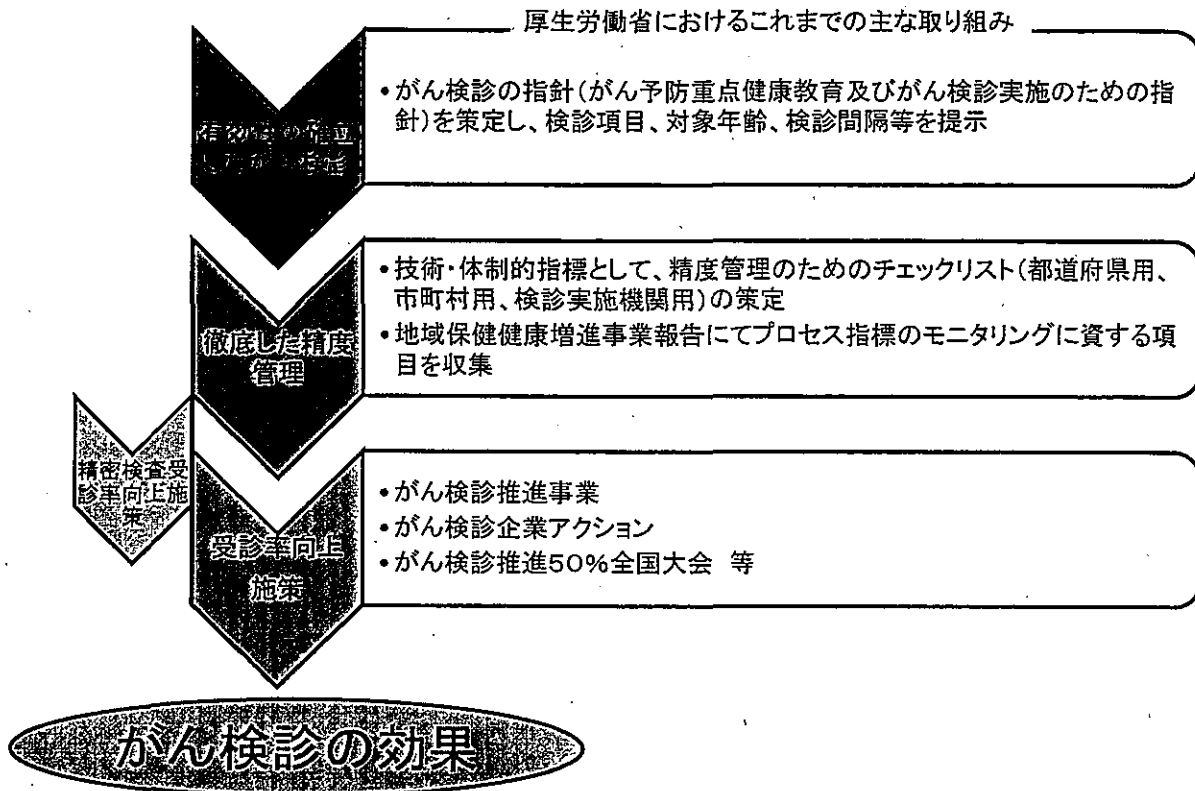 厚生労働省におけるこれまでの主な取り組み
・がん検診の指針(がん予防重点健康教育及びがん検診実施のための指
針)を策定し、検診項目、対象年齢、検診間隔等を提示
徹底した精度
管理
・技術・体制的指標として、精度管理のためのチェックリスト(都道府県用、
市町村用、検診実施機関用)の策定
・地域保健健康増進事業報告にてプロセス指標のモニタリングに資する項
目を収集
精密検査受
診率向上施
策
受診率向上
施策
・がん検診推進事業
・がん検診企業アクション
・がん検診推進50%全国大会 等
がん検診の効果